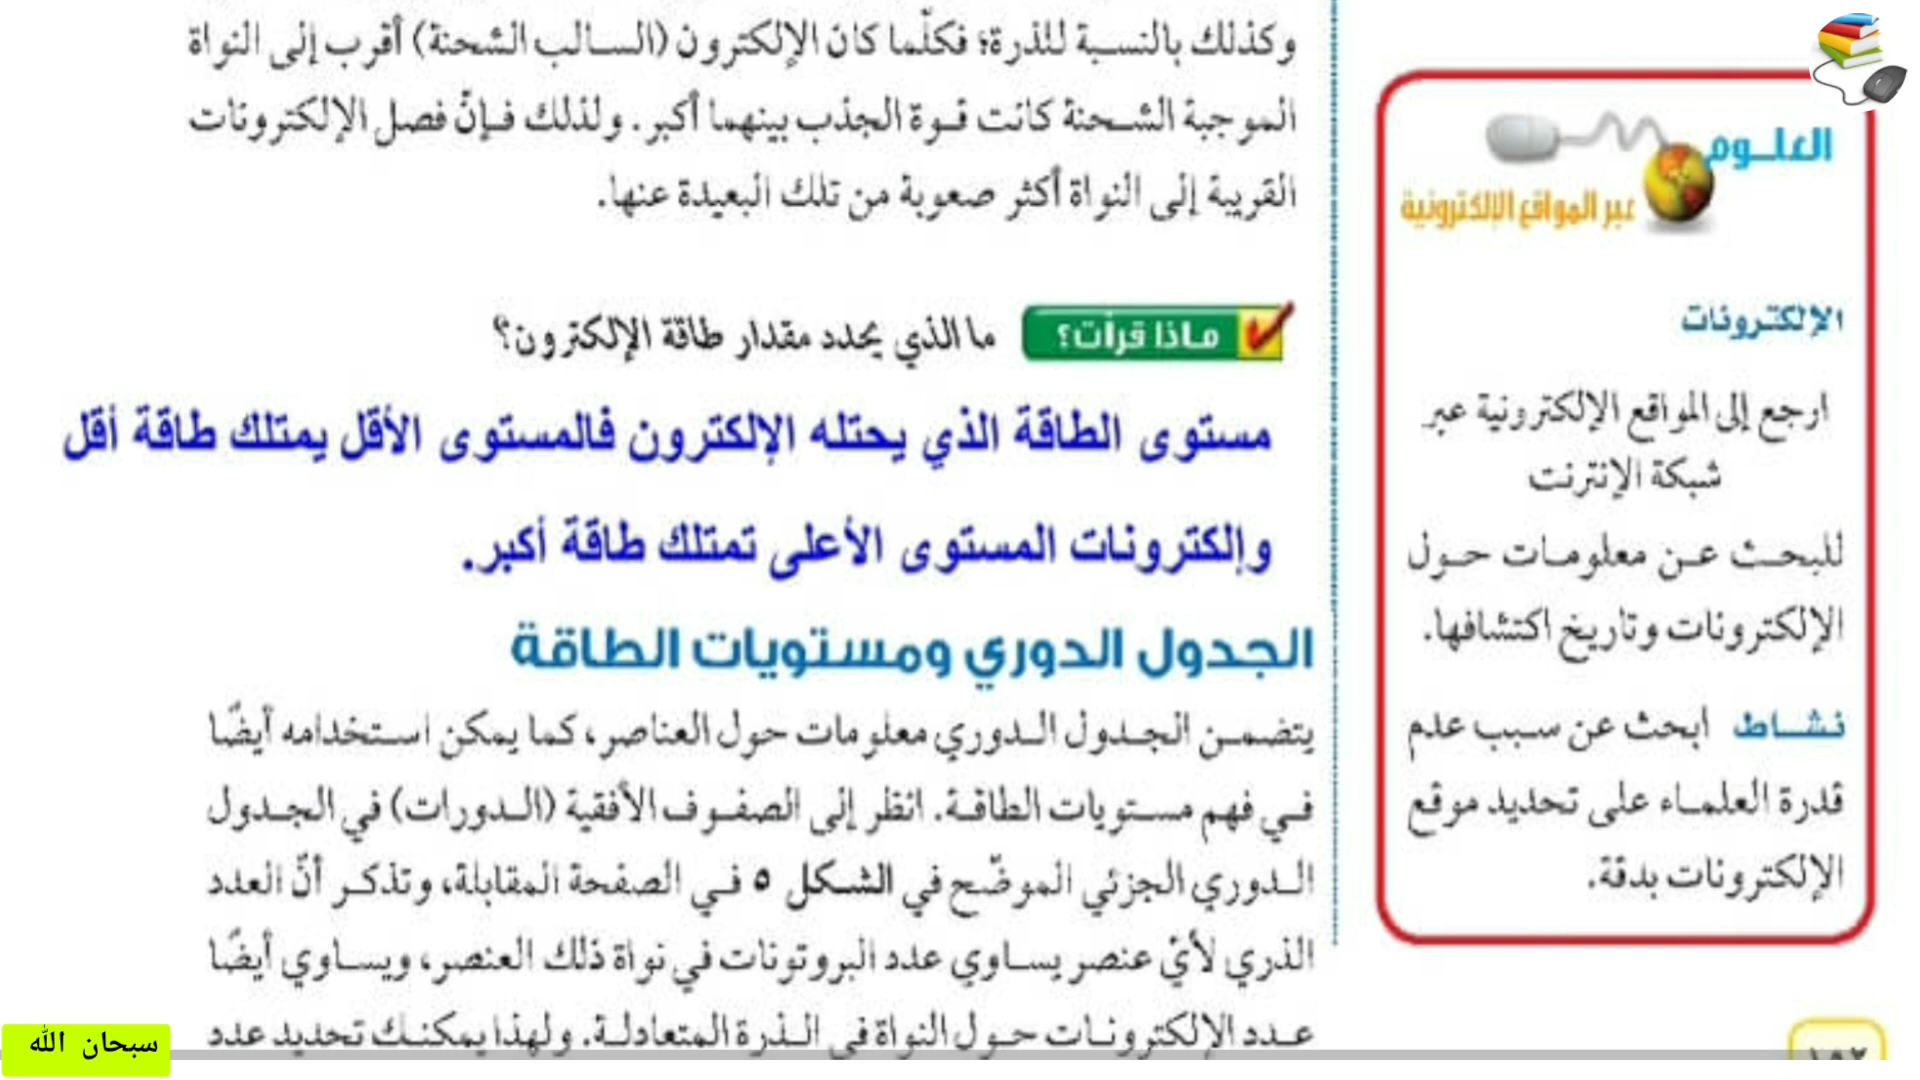 وكذلك بالنسبة للذرة؛ فكلّما كان الإلكترون (السالب الشحنة) أقرب إلى النواة
الموجبة الشحنة كانت قوة الجذب بينهما أكبر. ولذلك فإنّ فصل الإلكترونات
القريبة إلى النواة أكثر صعوبة من تلك البعيدة عنها.
ماذا قرأت؟ ما الذي يحدد مقدار طاقة الإلكترون؟
مستوى الطاقة الذي يحتله الإلكترون فالمستوى الأقل يمتلك طاقة أقل
وإلكترونات المستوى الأعلى تمتلك طاقة أكبر.
الجدول الدوري ومستويات الطاقة
يتضمن الجدول الدوري معلومات حول العناصر، كما يمكن استخدامه أيضًا
في فهم مستويات الطاقة. انظر إلى الصفوف الأفقية (الدورات) في الجدول
الدوري الجزئي الموضّح في الشكل ٥ في الصفحة المقابلة، وتذكر أنّ العدد
الذري لأيّ عنصر يساوي عدد البروتونات في نواة ذلك العنصر، ويساوي أيضًا
عدد الإلكترونات حول النواة في الذرة المتعادلة. ولهذا يمكنك تحديد عدد
العلوم
عبر المواقع الإلكترونية
الإلكترونات
ارجع إلى المواقع الإلكترونية عبر
شبكة الإنترنت
للبحث عن معلومات حول
الإلكترونات وتاريخ اكتشافها.
نشاط ابحث عن سبب عدم
قدرة العلماء على تحديد موقع
الإلكترونات بدقة.
١٥٢
سبحان الله